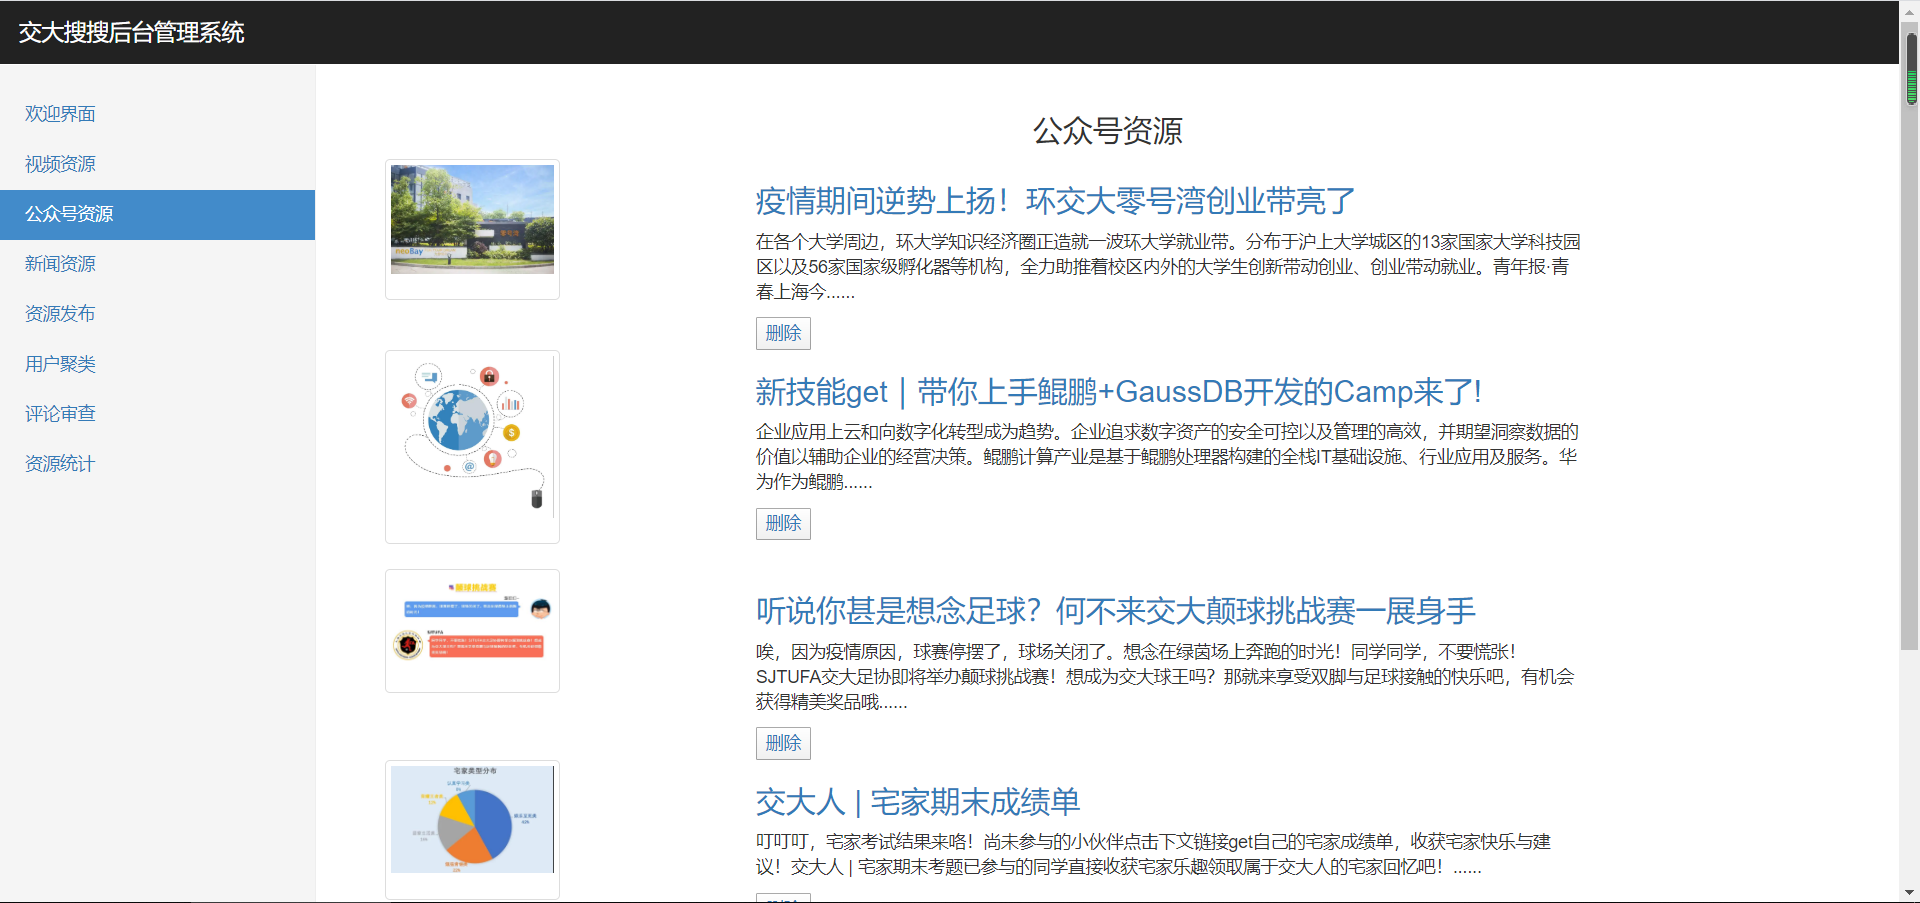 交大搜搜后台管理系统
欢迎界面
视频资源
公众号资源
新闻资源
资源发布
用户聚类
评论审查
资源统计
公众号资源
neoBay
疫情期间逆势上扬！环交大零号湾创业带亮了
在各个大学周边，环大学知识经济圈正造就一波环大学就业带。分布于沪上大学城区的13家国家大学科技园
区以及56家国家级孵化器等机构，全力助推着校区内外的大学生创新带动创业、创业带动就业。青年报·青
春上海今......
删除
新技能get｜带你上手鲲鹏+GaussDB开发的Camp来了!
企业应用上云和向数字化转型成为趋势。企业追求数字资产的安全可控以及管理的高效，并期望洞察数据的
价值以辅助企业的经营决策。鲲鹏计算产业是基于鲲鹏处理器构建的全栈IT基础设施、行业应用及服务。华
为作为鲲鹏......
删除
颠球挑战赛
SJTUFA
听说你甚是想念足球？何不来交大颠球挑战赛一展身手
唉，因为疫情原因，球赛停摆了，球场关闭了。想念在绿茵场上奔跑的时光！同学同学，不要慌张！
SJTUFA交大足协即将举办颠球挑战赛！想成为交大球王吗？那就来享受双脚与足球接触的快乐吧，有机会
获得精美奖品哦......
删除
宅家类型分布
交大人 | 宅家期末成绩单
叮叮叮，宅家考试结果来咯！尚未参与的小伙伴点击下文链接get自己的宅家成绩单，收获宅家快乐与建
议！交大人 | 宅家期末考题已参与的同学直接收获宅家乐趣领取属于交大人的宅家回忆吧！......